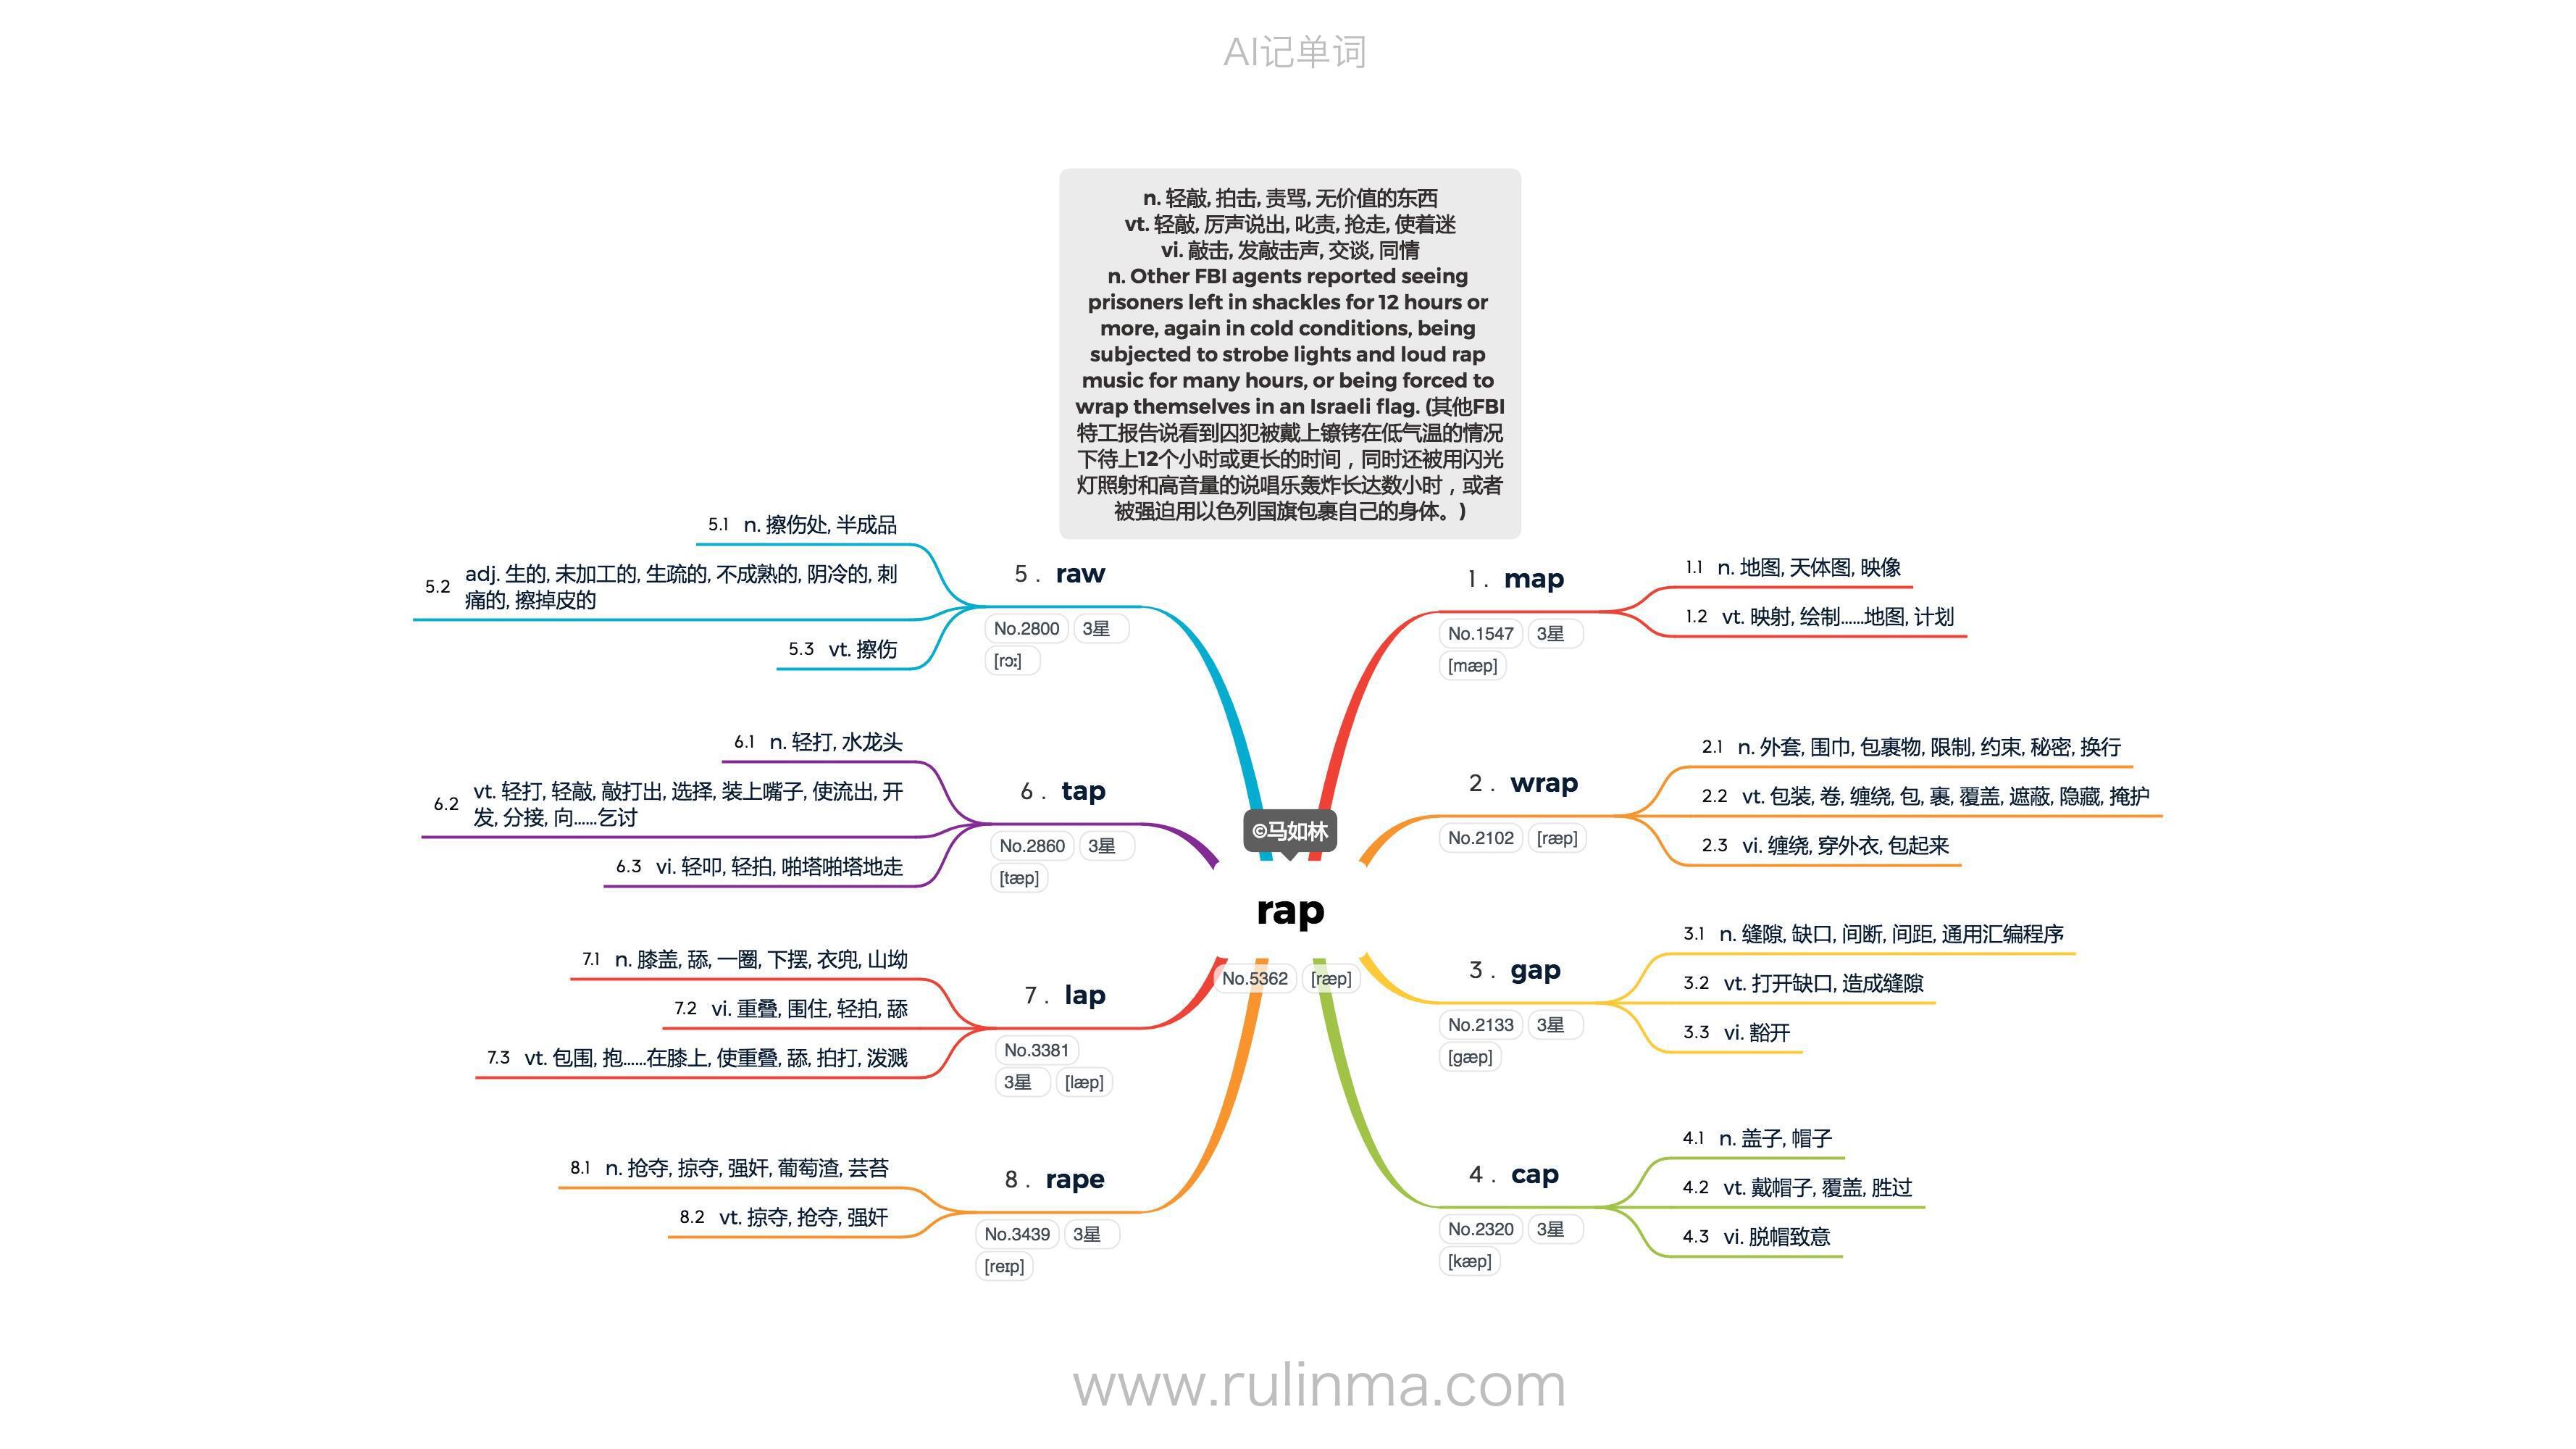 AI记单词
n. 轻敲, 拍击, 责骂, 无价值的东西
vt. 轻敲, 厉声说出, 叱责, 抢走, 使着迷
vi. 敲击, 发敲击声, 交谈, 同情
n. Other FBI agents reported seeing
prisoners left in shackles for 12 hours or
more, again in cold conditions, being
subjected to strobe lights and loud rap
music for many hours, or being forced to
wrap themselves in an Israeli flag. (其他FBI
特工报告说看到囚犯被戴上镣铐在低气温的情况
下待上12个小时或更长的时间，同时还被用闪光
灯照射和高音量的说唱乐轰炸长达数小时，或者
被强迫用以色列国旗包裹自己的身体。)
©马如林
rap
No.5362 [ræp]
1. map
No.1547 3星
[mæp]
1.1 n. 地图, 天体图, 映像
1.2 vt. 映射, 绘制……地图, 计划
2. wrap
No.2102 [ræp]
2.1 n. 外套, 围巾, 包裹物, 限制, 约束, 秘密, 换行
2.2 vt. 包装, 卷, 缠绕, 包, 裹, 覆盖, 遮蔽, 隐藏, 掩护
2.3 vi. 缠绕, 穿外衣, 包起来
3. gap
No.2133 3星
[gæp]
3.1 n. 缝隙, 缺口, 间断, 间距, 通用汇编程序
3.2 vt. 打开缺口, 造成缝隙
3.3 vi. 豁开
4. cap
No.2320 3星
[kæp]
4.1 n. 盖子, 帽子
4.2 vt. 戴帽子, 覆盖, 胜过
4.3 vi. 脱帽致意
5. raw
No.2800 3星
[rɔː]
5.1 n. 擦伤处, 半成品
5.2 adj. 生的, 未加工的, 生疏的, 不成熟的, 阴冷的, 刺
痛的, 擦掉皮的
5.3 vt. 擦伤
6. tap
No.2860 3星
[tæp]
6.1 n. 轻打, 水龙头
6.2 vt. 轻打, 轻敲, 敲打出, 选择, 装上嘴子, 使流出, 开
发, 分接, 向……乞讨
6.3 vi. 轻叩, 轻拍, 啪塔啪塔地走
7. lap
No.3381
3星 [læp]
7.1 n. 膝盖, 舔, 一圈, 下摆, 衣兜, 山坳
7.2 vi. 重叠, 围住, 轻拍, 舔
7.3 vt. 包围, 抱……在膝上, 使重叠, 舔, 拍打, 泼溅
8. rape
No.3439 3星
[reɪp]
8.1 n. 抢夺, 掠夺, 强奸, 葡萄渣, 芸苔
8.2 vt. 掠夺, 抢夺, 强奸
www.rulinma.com